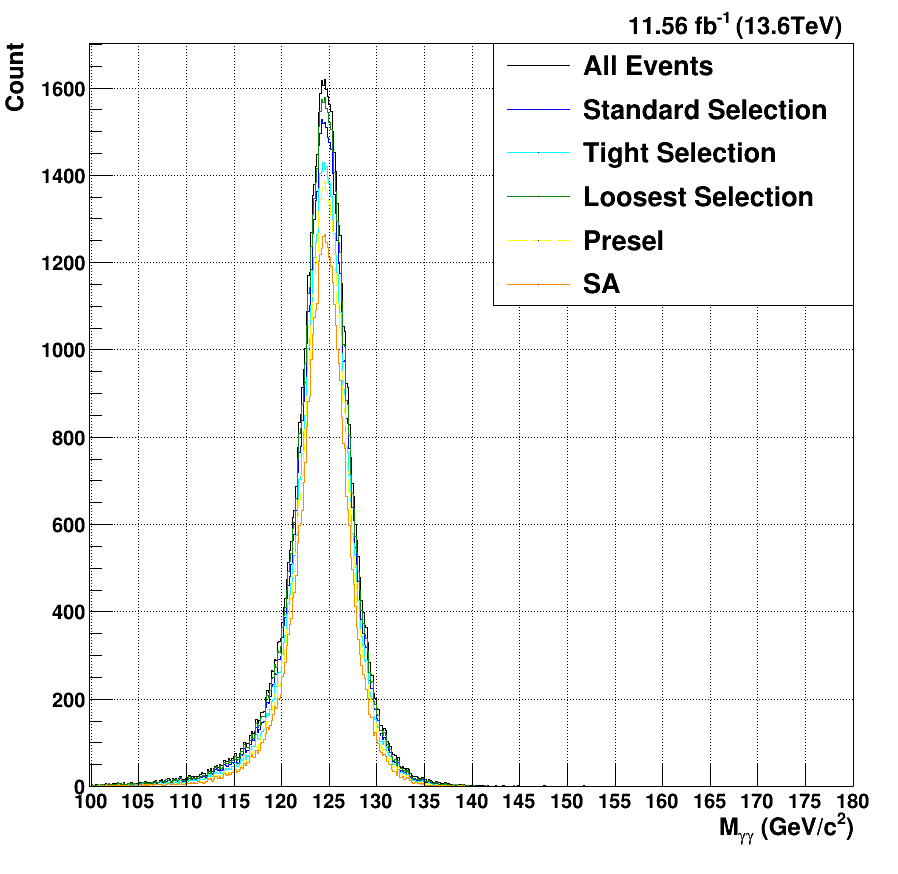 11.56 fb-1 (13.6TeV)
Count
All Events
Standard Selection
Tight Selection
Loosest Selection
Presel
SA
1600
1400
1200
1000
800
600
400
200
0
100 105 110 115 120 125 130 135 140 145 150 155 160 165 170 175 180
Mγγ (GeV/c2)